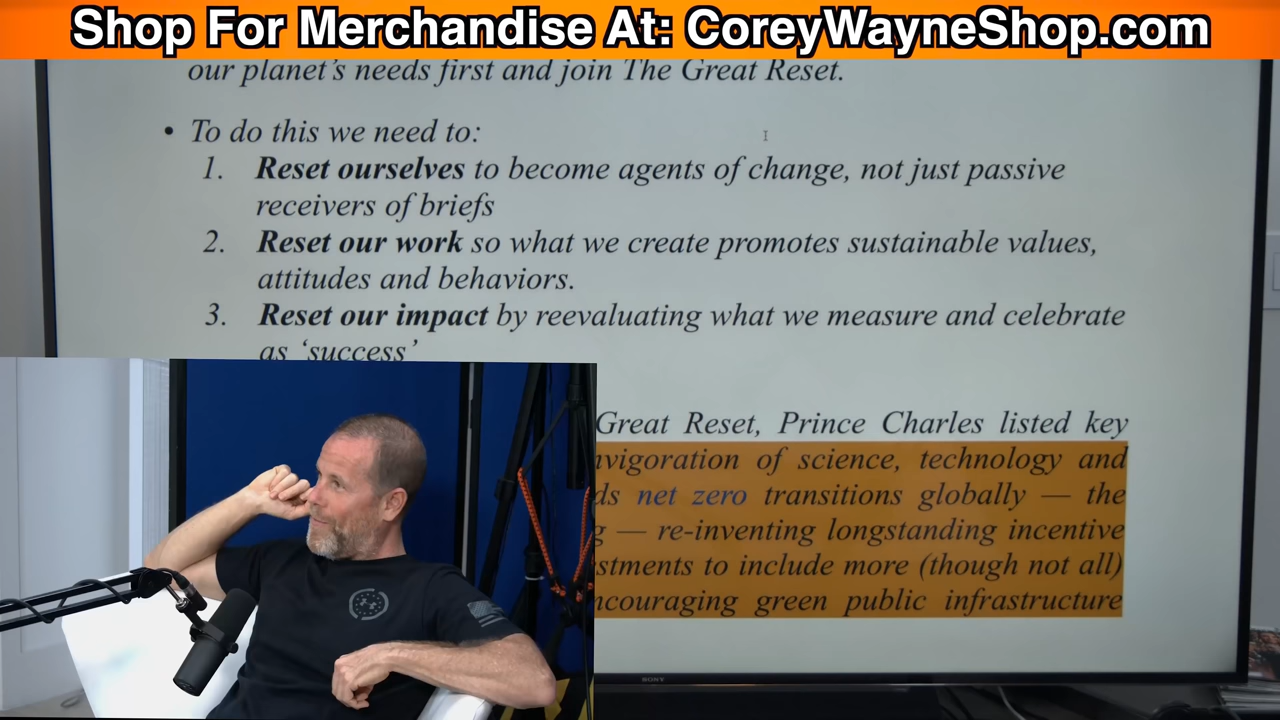 Shop For Merchandise At: CoreyWayneShop.com
our planet's needs first and join The Great Reset.
• To do this we need to:
1. Reset ourselves to become agents of change, not just passive
receivers of briefs
2. Reset our work so what we create promotes sustainable values,
attitudes and behaviors.
3. Reset our impact by reevaluating what we measure and celebrate
as 'success'
Great Reset, Prince Charles listed key
nvigoration of science, technology and
ds net zero transitions globally — the
g — re-inventing longstanding incentive
stments to include more (though not all)
ncouraging green public infrastructure
SONY